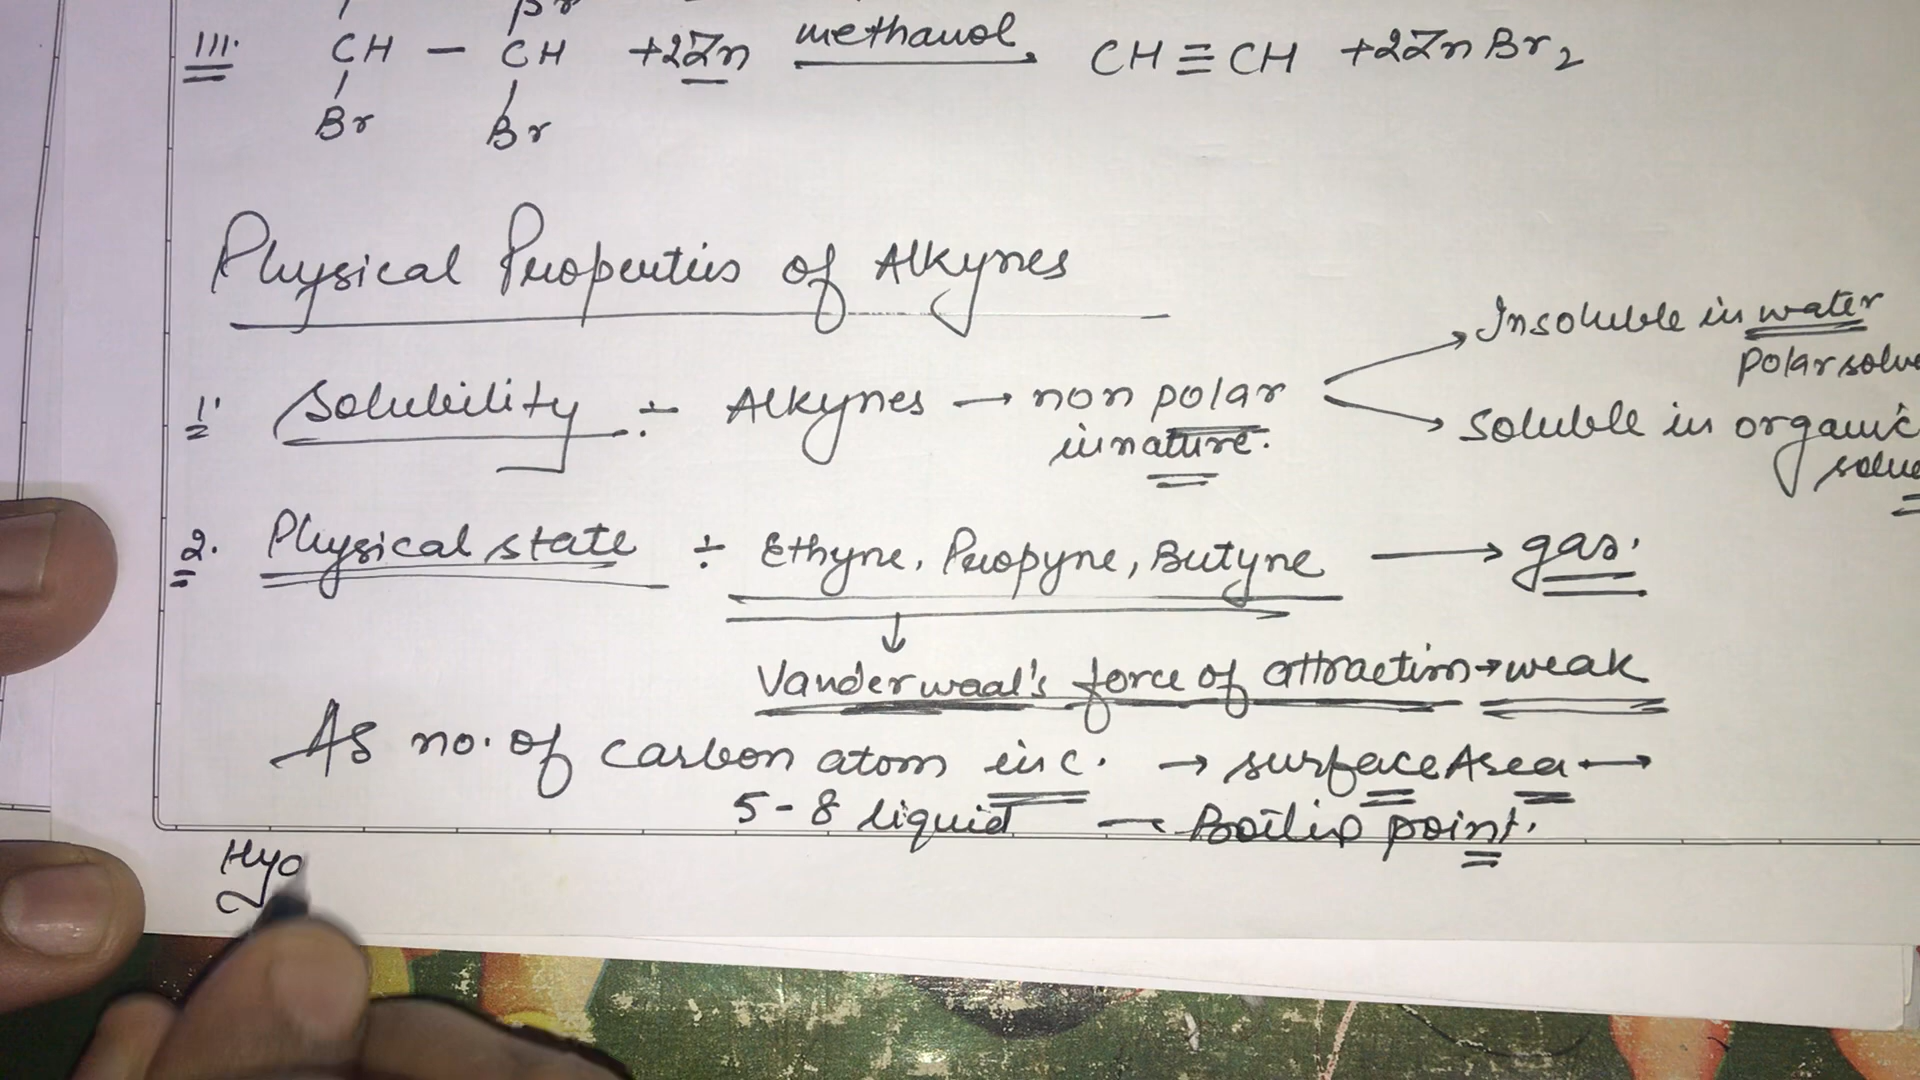 Br
III. CH — CH +2Zn methanol CH≡CH +2ZnBr2
Br Br
Physical Properties of Alkynes
1. Solubility ÷ Alkynes → non polar in nature.
Insoluble in water
polar solve
Soluble in organic
solve
2. Physical state ÷ Ethyne, Propyne, Butyne → gas.
↓
Vanderwaal's force of attraction → weak
As no. of carbon atom inc. → surface Area →
5-8 liquid — Boilip point.
Hyo